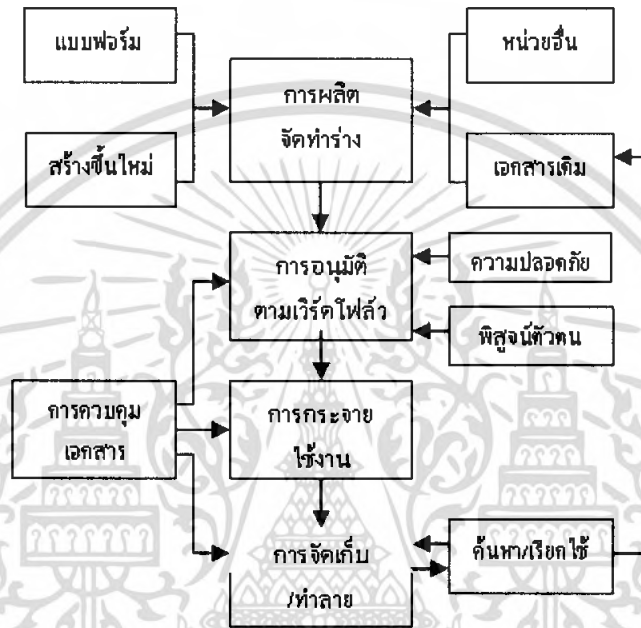 แบบฟอร์ม
หน่วยอื่น
การผลิต
จัดทำร่าง
สร้างขึ้นใหม่
เอกสารเดิม
การอนุมัติ
ตามเวิร์ดโฟล์ว
ความปลอดภัย
พิสูจน์ตัวตน
การควบคุม
เอกสาร
การกระจาย
ใช้งาน
การจัดเก็บ
/ทำลาย
ค้นหา/เรียกใช้